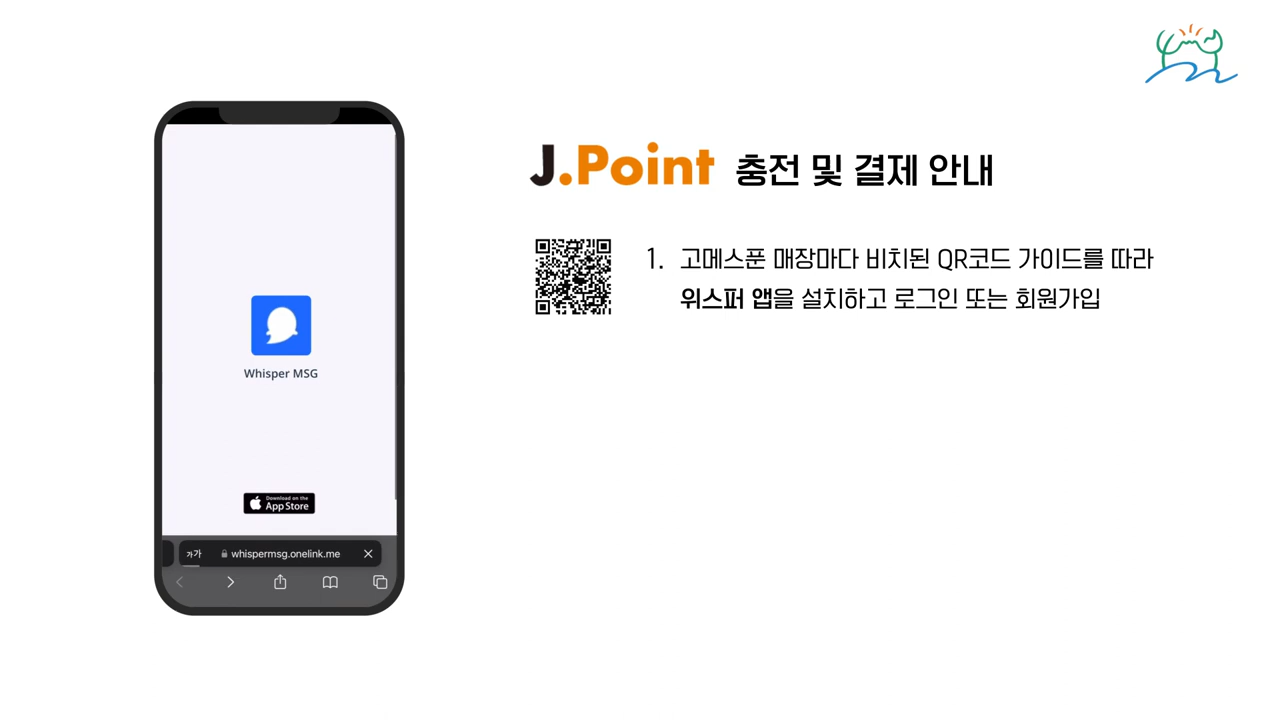 J.Point 충전 및 결제 안내
1. 고메스푼 매장마다 비치된 QR코드 가이드를 따라
위스퍼 앱을 설치하고 로그인 또는 회원가입
Whisper MSG
Download on the
App Store
가가 whispermsg.onelink.me